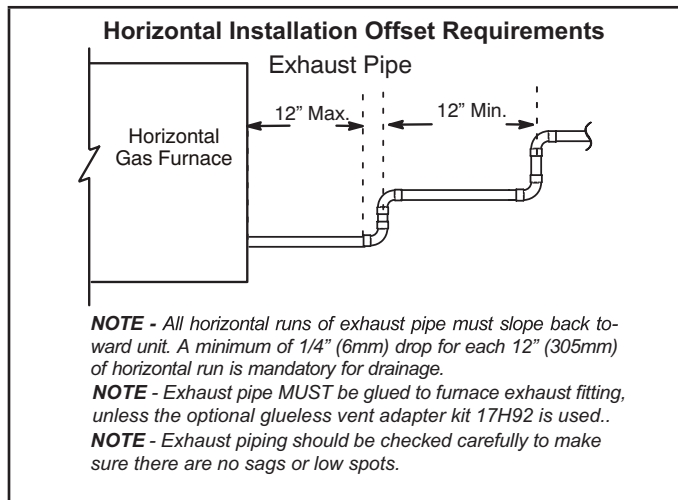 Horizontal Installation Offset Requirements
Exhaust Pipe
12” Max.
12” Min.
Horizontal
Gas Furnace
NOTE - All horizontal runs of exhaust pipe must slope back to-
ward unit. A minimum of 1/4” (6mm) drop for each 12” (305mm)
of horizontal run is mandatory for drainage.
NOTE - Exhaust pipe MUST be glued to furnace exhaust fitting,
unless the optional glueless vent adapter kit 17H92 is used..
NOTE - Exhaust piping should be checked carefully to make
sure there are no sags or low spots.